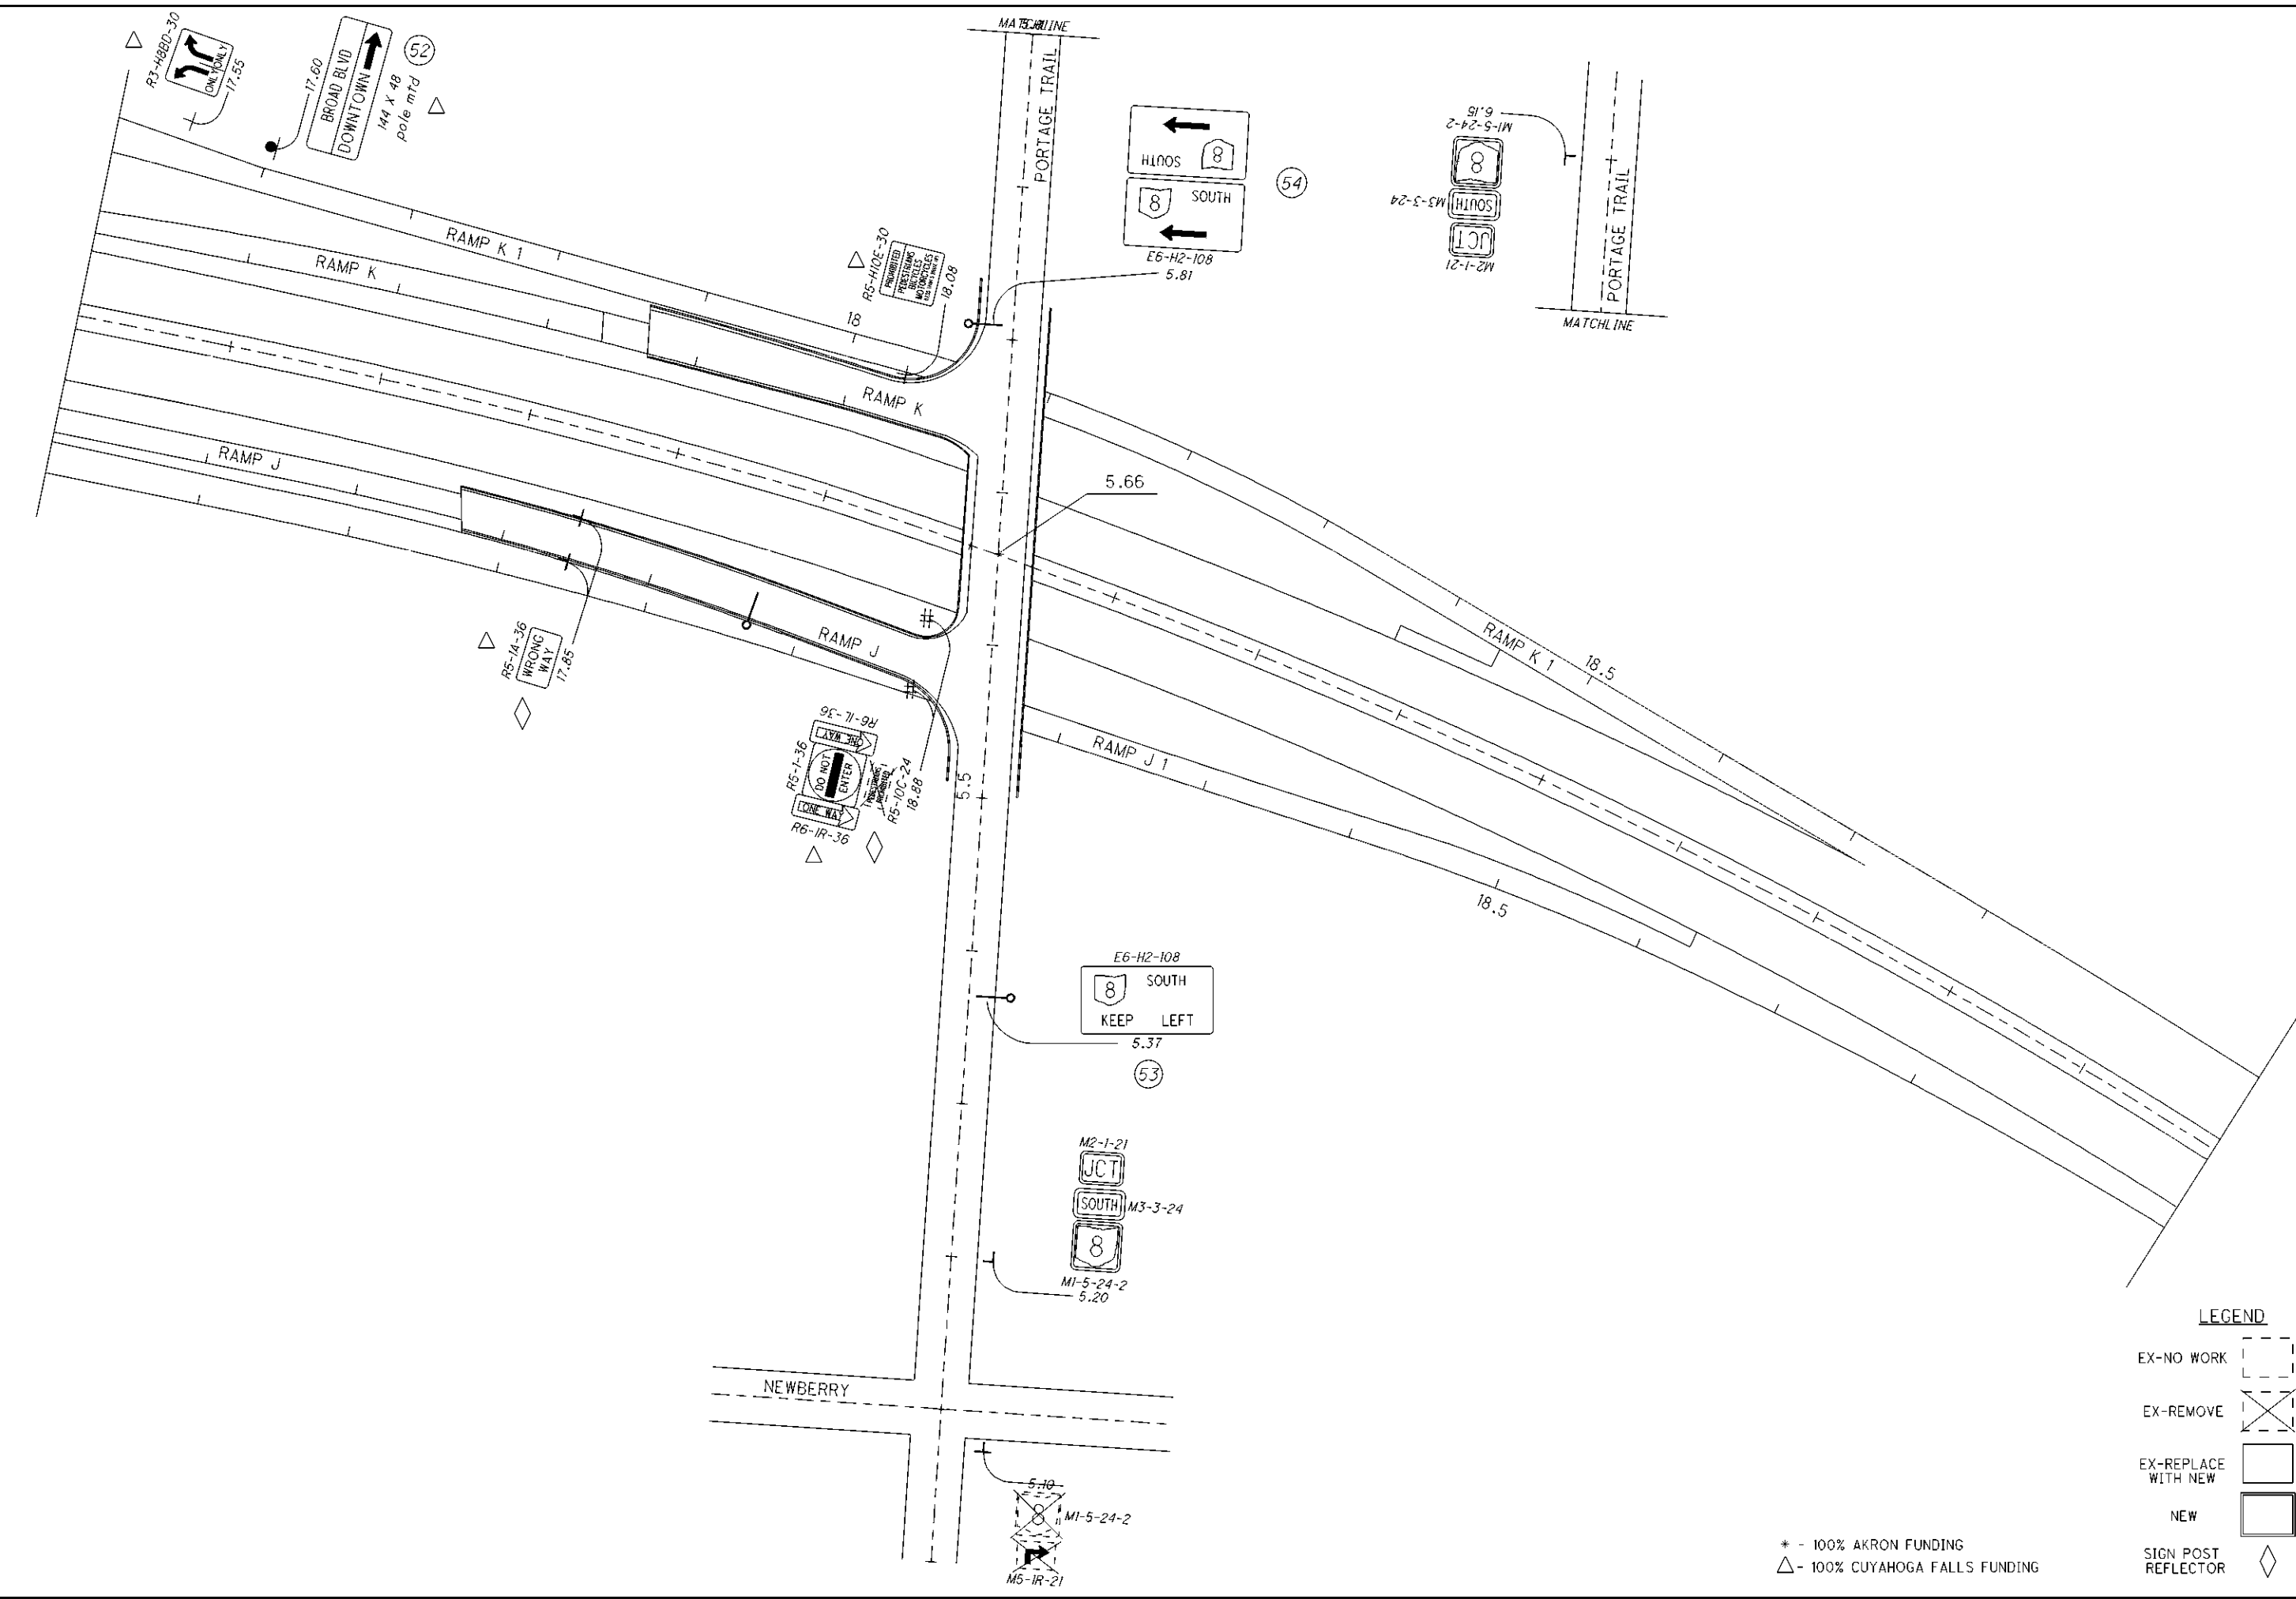 MATCHLINE
PORTAGE TRAIL
R3-H8BD-30
ONLY ONLY
17.55
17.60
BROAD BLVD
DOWNTOWN
144 X 48
pole mtd
52
RAMP K 1
RAMP K
R5-H10E-30
PROHIBITED
PEDESTRIANS
BICYCLES
MOTORCYCLES
18.08
18
SOUTH
8
8
SOUTH
E6-H2-108
5.81
54
6.15
M1-5-24-2
8
SOUTH
M3-3-24
JCT
M2-1-21
PORTAGE TRAIL
MATCHLINE
RAMP K
RAMP J
5.66
R5-1A-36
WRONG
WAY
17.85
RAMP J
R6-1L-36
ONE WAY
R5-1-36
DO NOT
ENTER
ONE WAY
R6-1R-36
R5-10C-24
18.88
5.5
RAMP J 1
RAMP K 1
18.5
18.5
E6-H2-108
8 SOUTH
KEEP LEFT
5.37
53
M2-1-21
JCT
SOUTH
M3-3-24
8
M1-5-24-2
5.20
NEWBERRY
5.10
8
M1-5-24-2
M5-1R-21
LEGEND
EX-NO WORK
EX-REMOVE
EX-REPLACE
WITH NEW
NEW
SIGN POST
REFLECTOR
* - 100% AKRON FUNDING
△ - 100% CUYAHOGA FALLS FUNDING